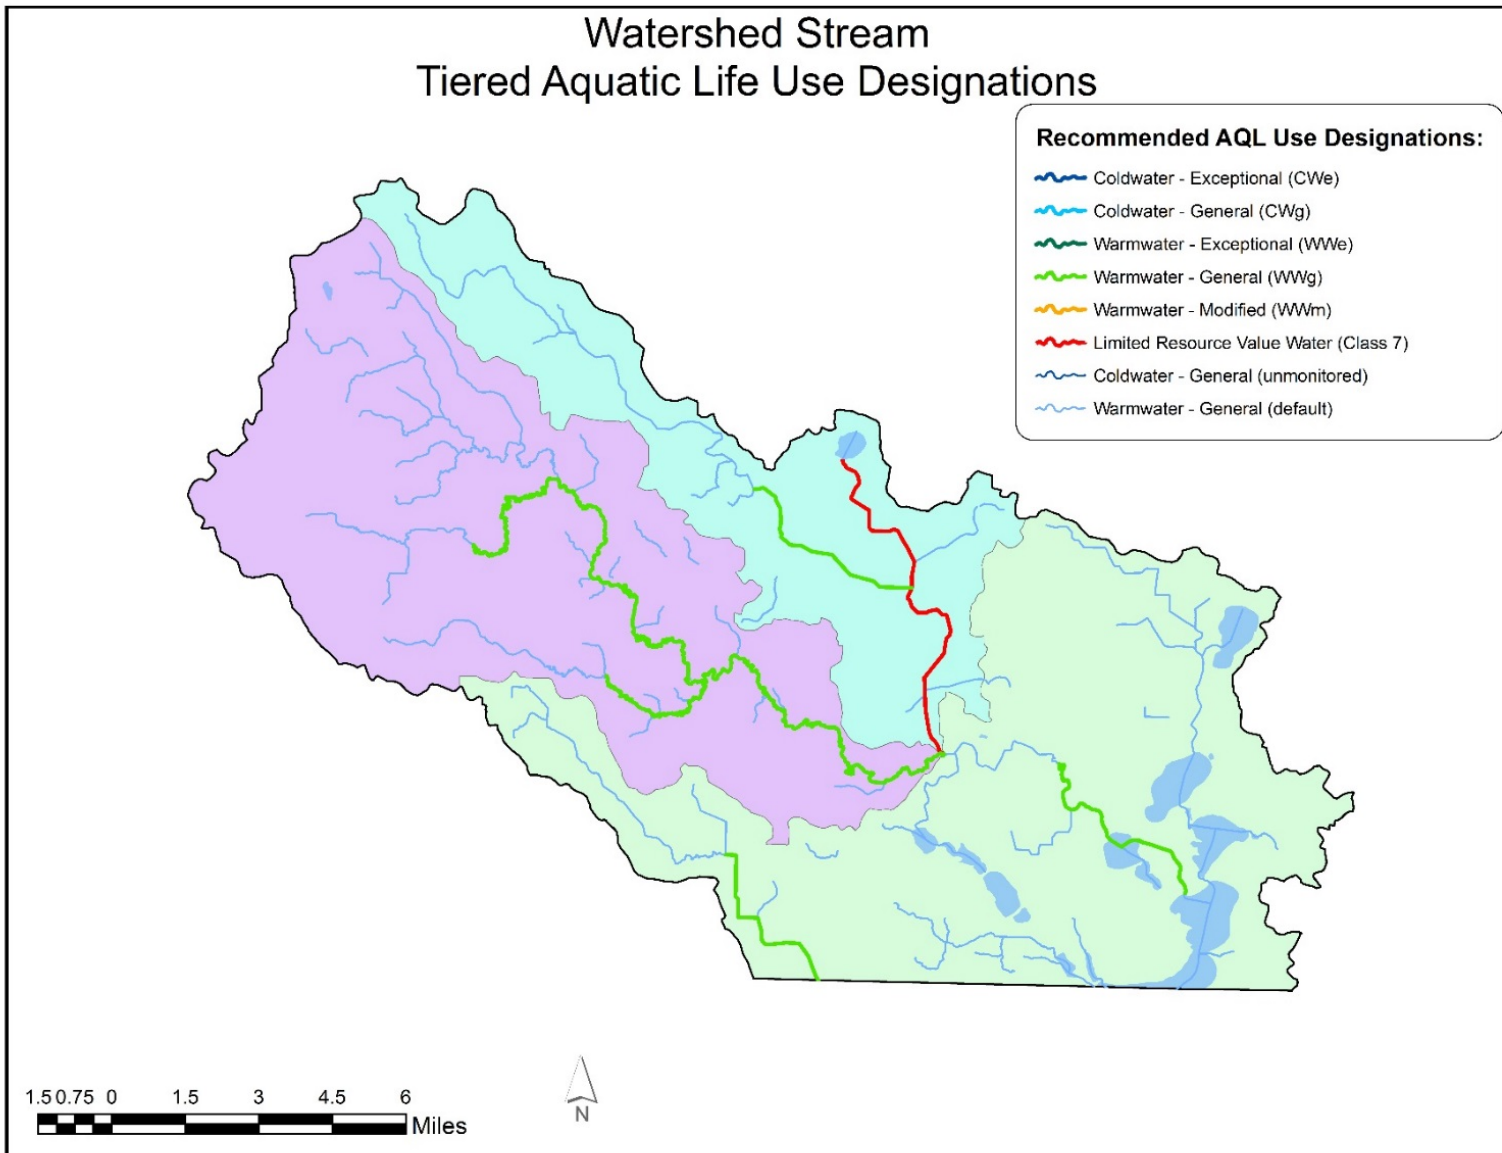 Watershed Stream
Tiered Aquatic Life Use Designations
Recommended AQL Use Designations:
Coldwater - Exceptional (CWe)
Coldwater - General (CWg)
Warmwater - Exceptional (WWe)
Warmwater - General (WWg)
Warmwater - Modified (WWm)
Limited Resource Value Water (Class 7)
Coldwater - General (unmonitored)
Warmwater - General (default)
1.5 0.75 0 1.5 3 4.5 6
Miles
N